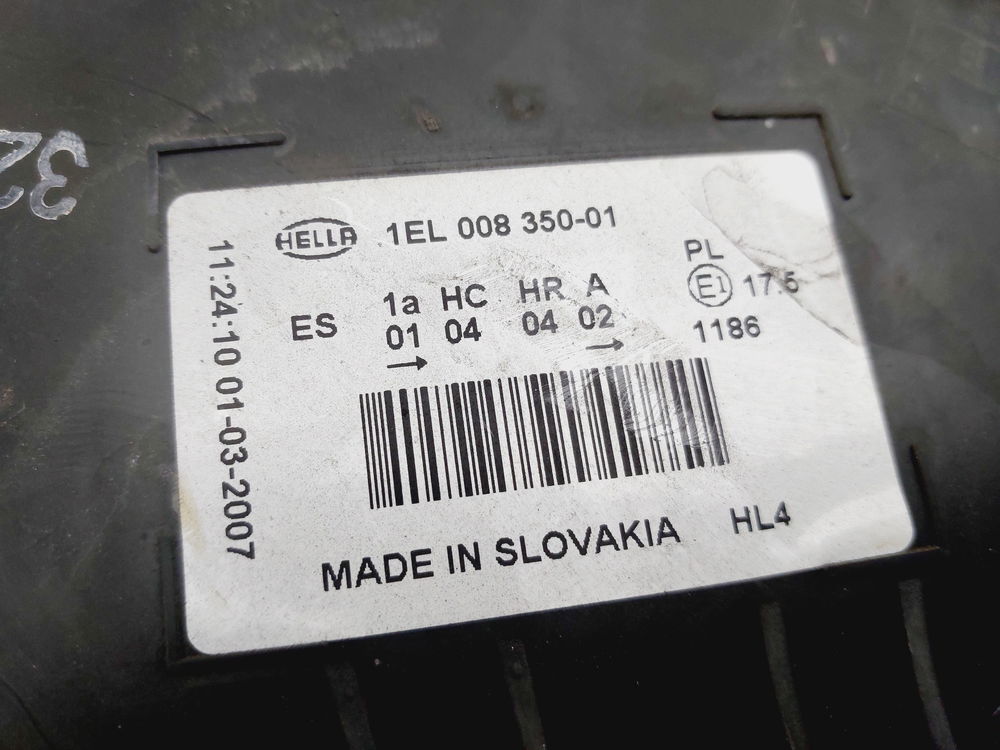 HELLA 1EL 008 350-01
ES 1a HC HR A
01 04 04 02
→ →
PL
E1 17.5
1186
11:24:10 01-03-2007
MADE IN SLOVAKIA HL4
32